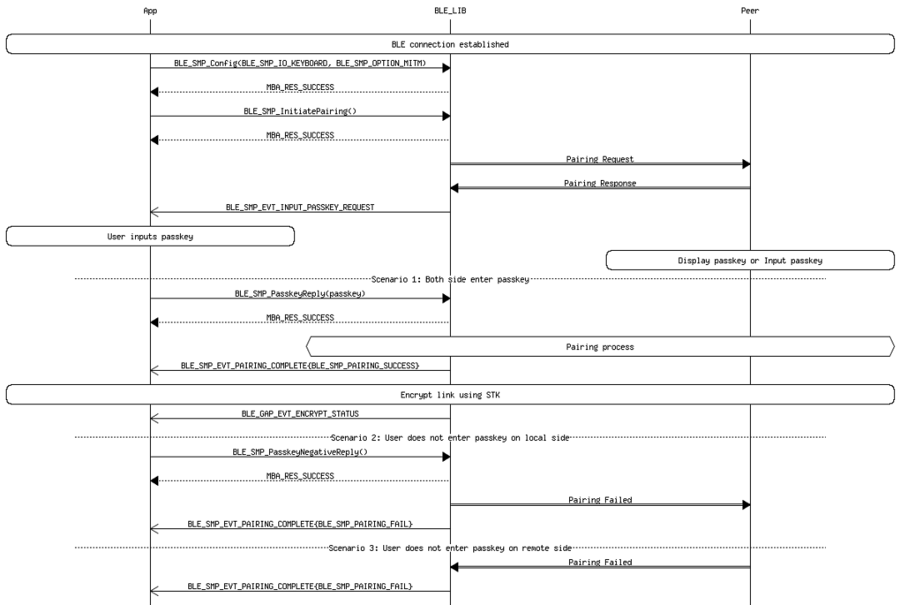 App BLE_LIB Peer
BLE connection established
BLE_SMP_Config(BLE_SMP_IO_KEYBOARD, BLE_SMP_OPTION_MITM)
MBA_RES_SUCCESS
BLE_SMP_InitiatePairing()
MBA_RES_SUCCESS
Pairing Request
Pairing Response
BLE_SMP_EVT_INPUT_PASSKEY_REQUEST
User inputs passkey
Display passkey or Input passkey
Scenario 1: Both side enter passkey
BLE_SMP_PasskeyReply(passkey)
MBA_RES_SUCCESS
Pairing process
BLE_SMP_EVT_PAIRING_COMPLETE{BLE_SMP_PAIRING_SUCCESS}
Encrypt link using STK
BLE_GAP_EVT_ENCRYPT_STATUS
Scenario 2: User does not enter passkey on local side
BLE_SMP_PasskeyNegativeReply()
MBA_RES_SUCCESS
Pairing Failed
BLE_SMP_EVT_PAIRING_COMPLETE{BLE_SMP_PAIRING_FAIL}
Scenario 3: User does not enter passkey on remote side
Pairing Failed
BLE_SMP_EVT_PAIRING_COMPLETE{BLE_SMP_PAIRING_FAIL}